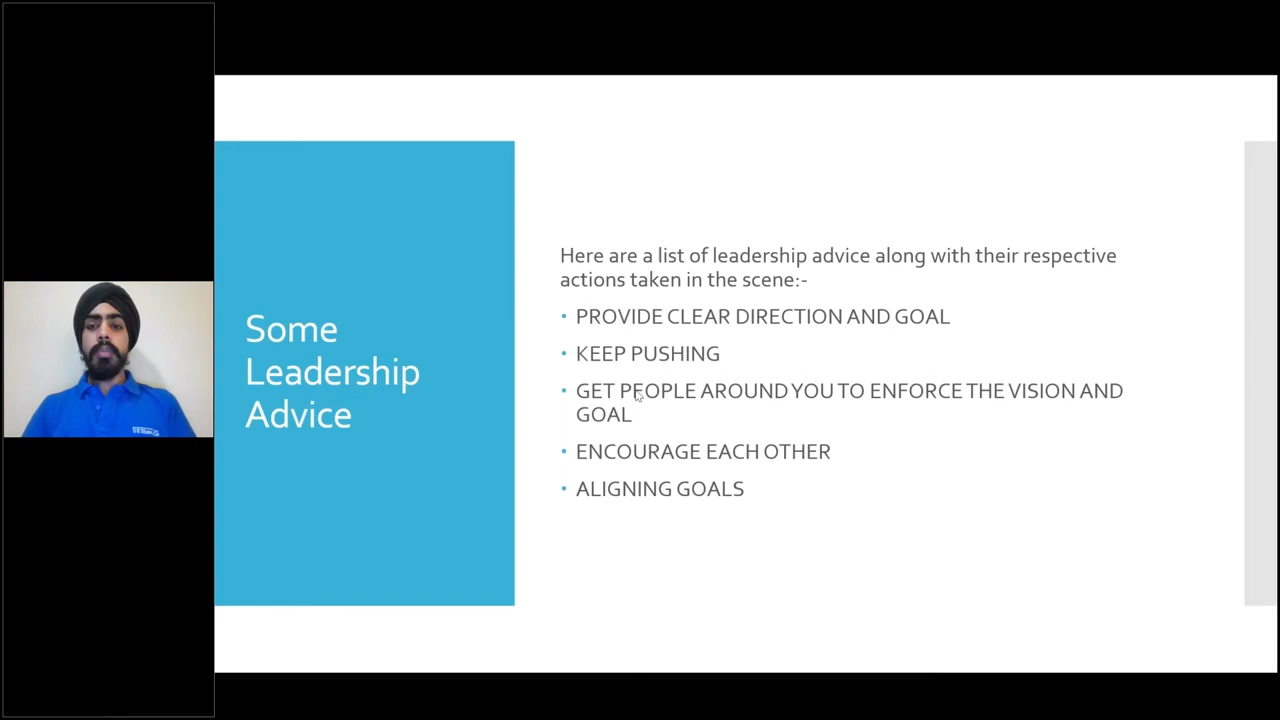 Some
Leadership
Advice
Here are a list of leadership advice along with their respective
actions taken in the scene:-
• PROVIDE CLEAR DIRECTION AND GOAL
• KEEP PUSHING
• GET PEOPLE AROUND YOU TO ENFORCE THE VISION AND
GOAL
• ENCOURAGE EACH OTHER
• ALIGNING GOALS